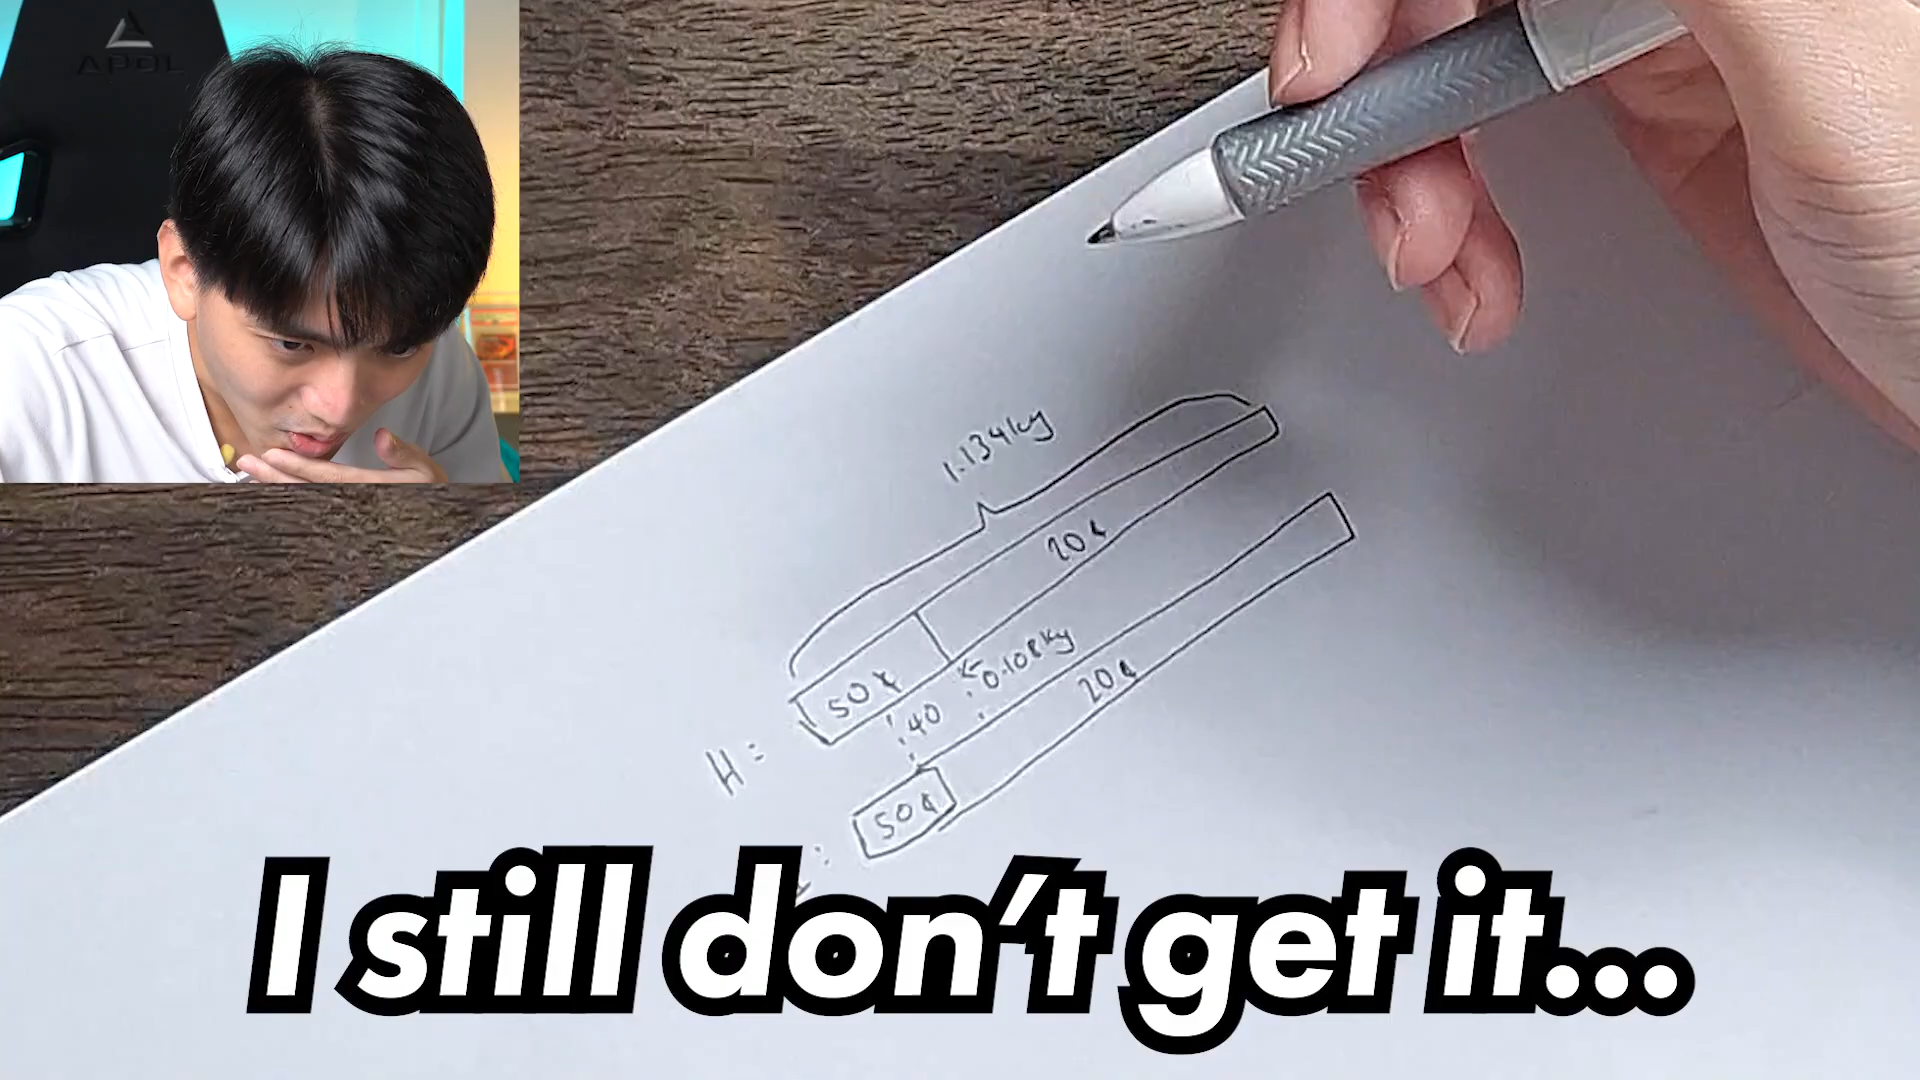 APOL
1.134kg
20¢
50¢
H:
0.108kg
40
20¢
50¢
:
I still don't get it...